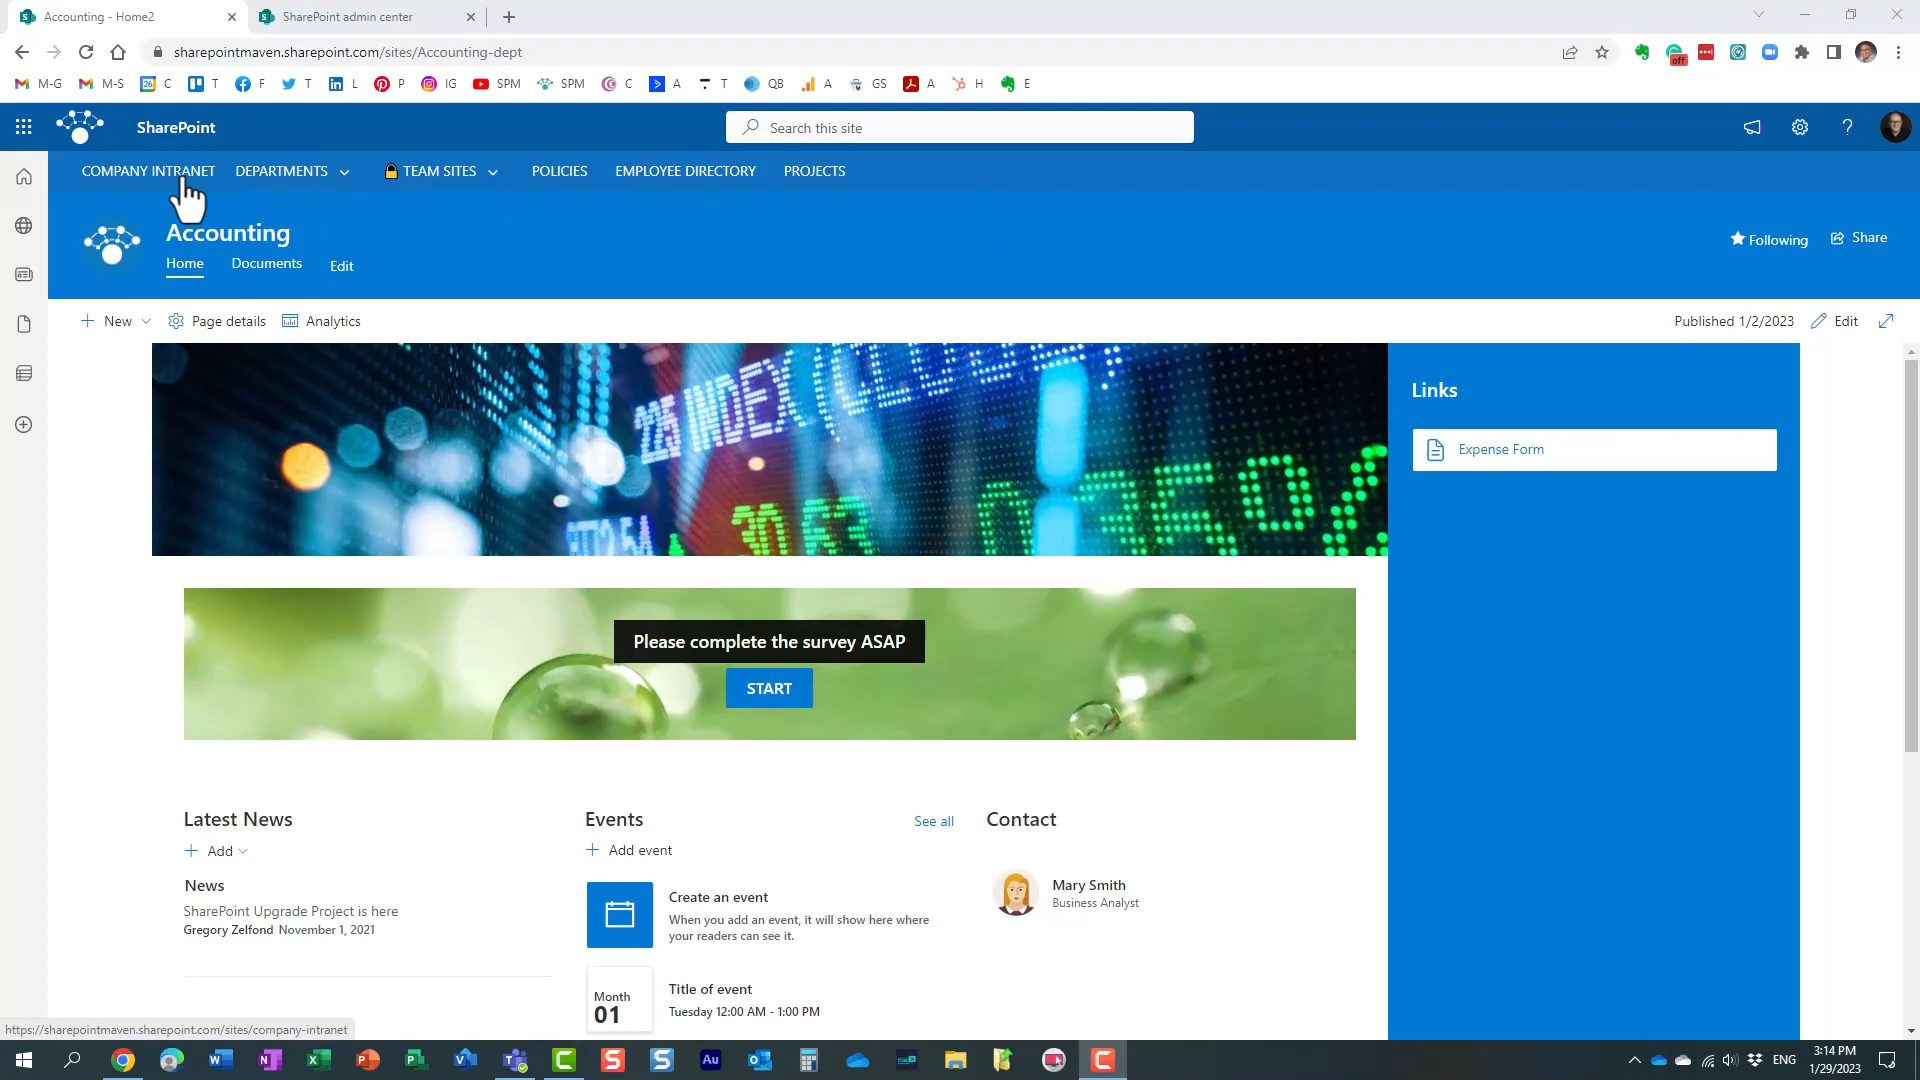 Accounting - Home2
SharePoint admin center
sharepointmaven.sharepoint.com/sites/Accounting-dept
off
M-G M-S 26 C T F T L P IG SPM SPM C A T QB A GS A H E
SharePoint
Search this site
COMPANY INTRANET DEPARTMENTS TEAM SITES POLICIES EMPLOYEE DIRECTORY PROJECTS
Accounting
Home Documents Edit
Following Share
New Page details Analytics
Published 1/2/2023 Edit
Links
Expense Form
Please complete the survey ASAP
START
Latest News
Add
News
SharePoint Upgrade Project is here
Gregory Zelfond November 1, 2021
Events See all
Add event
Create an event
When you add an event, it will show here where
your readers can see it.
Month
01
Title of event
Tuesday 12:00 AM - 1:00 PM
Contact
Mary Smith
Business Analyst
https://sharepointmaven.sharepoint.com/sites/company-intranet
ENG
3:14 PM
1/29/2023